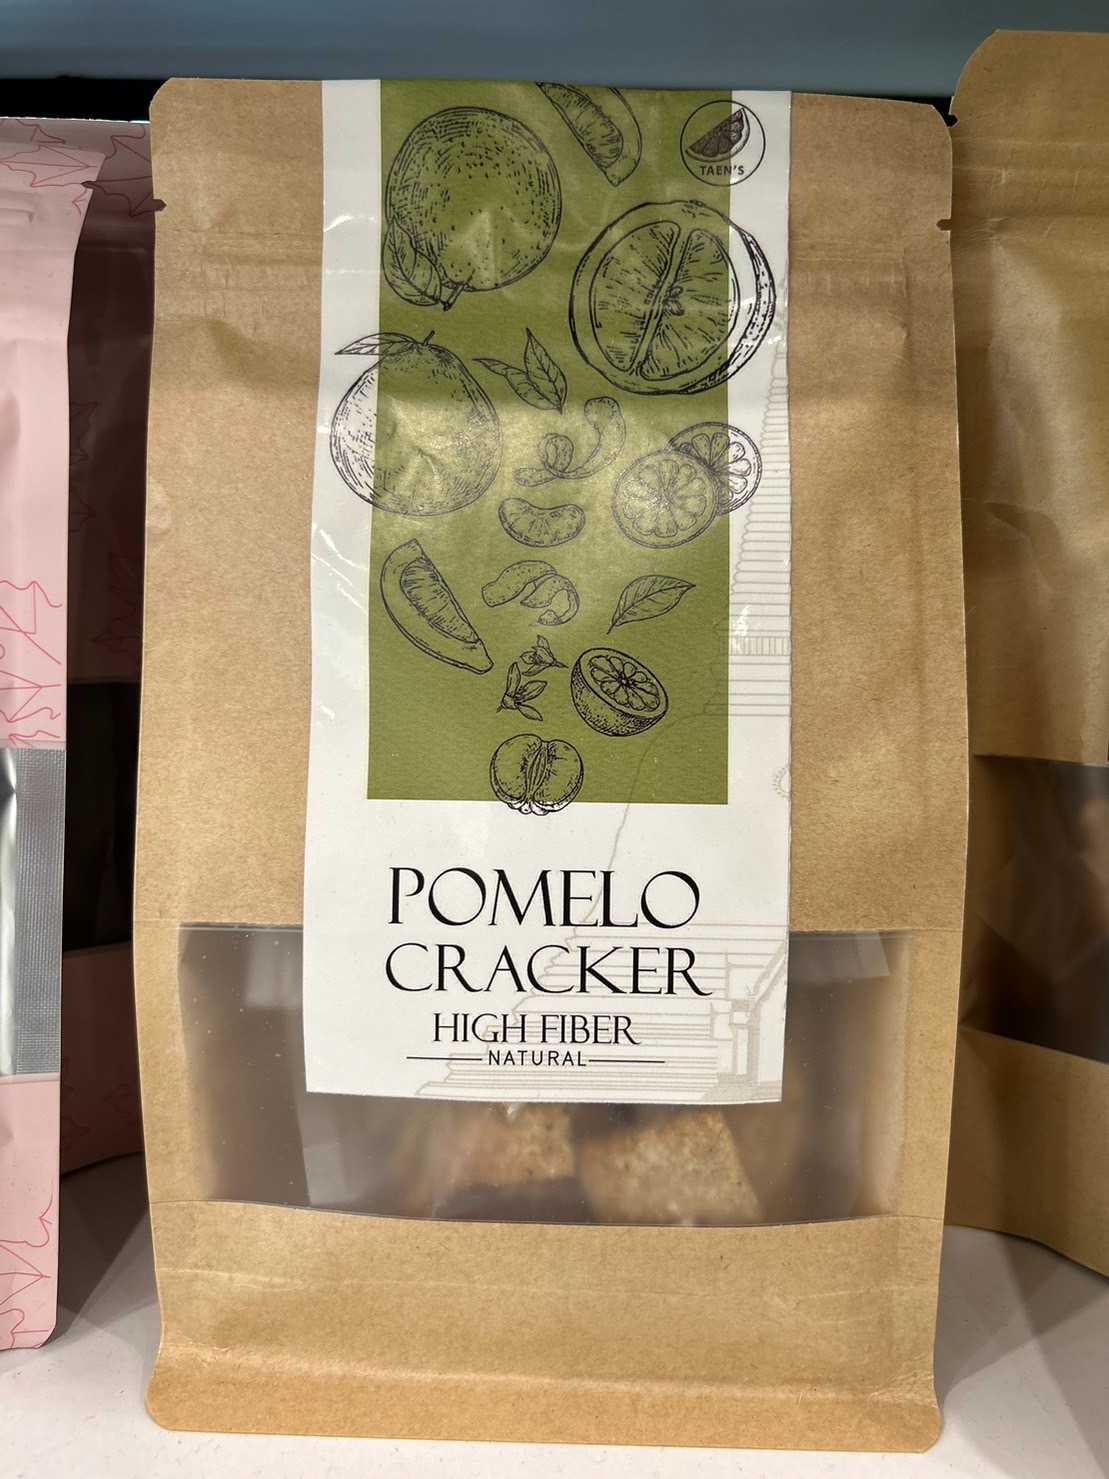 TAEN'S
POMELO
CRACKER
HIGH FIBER
NATURAL